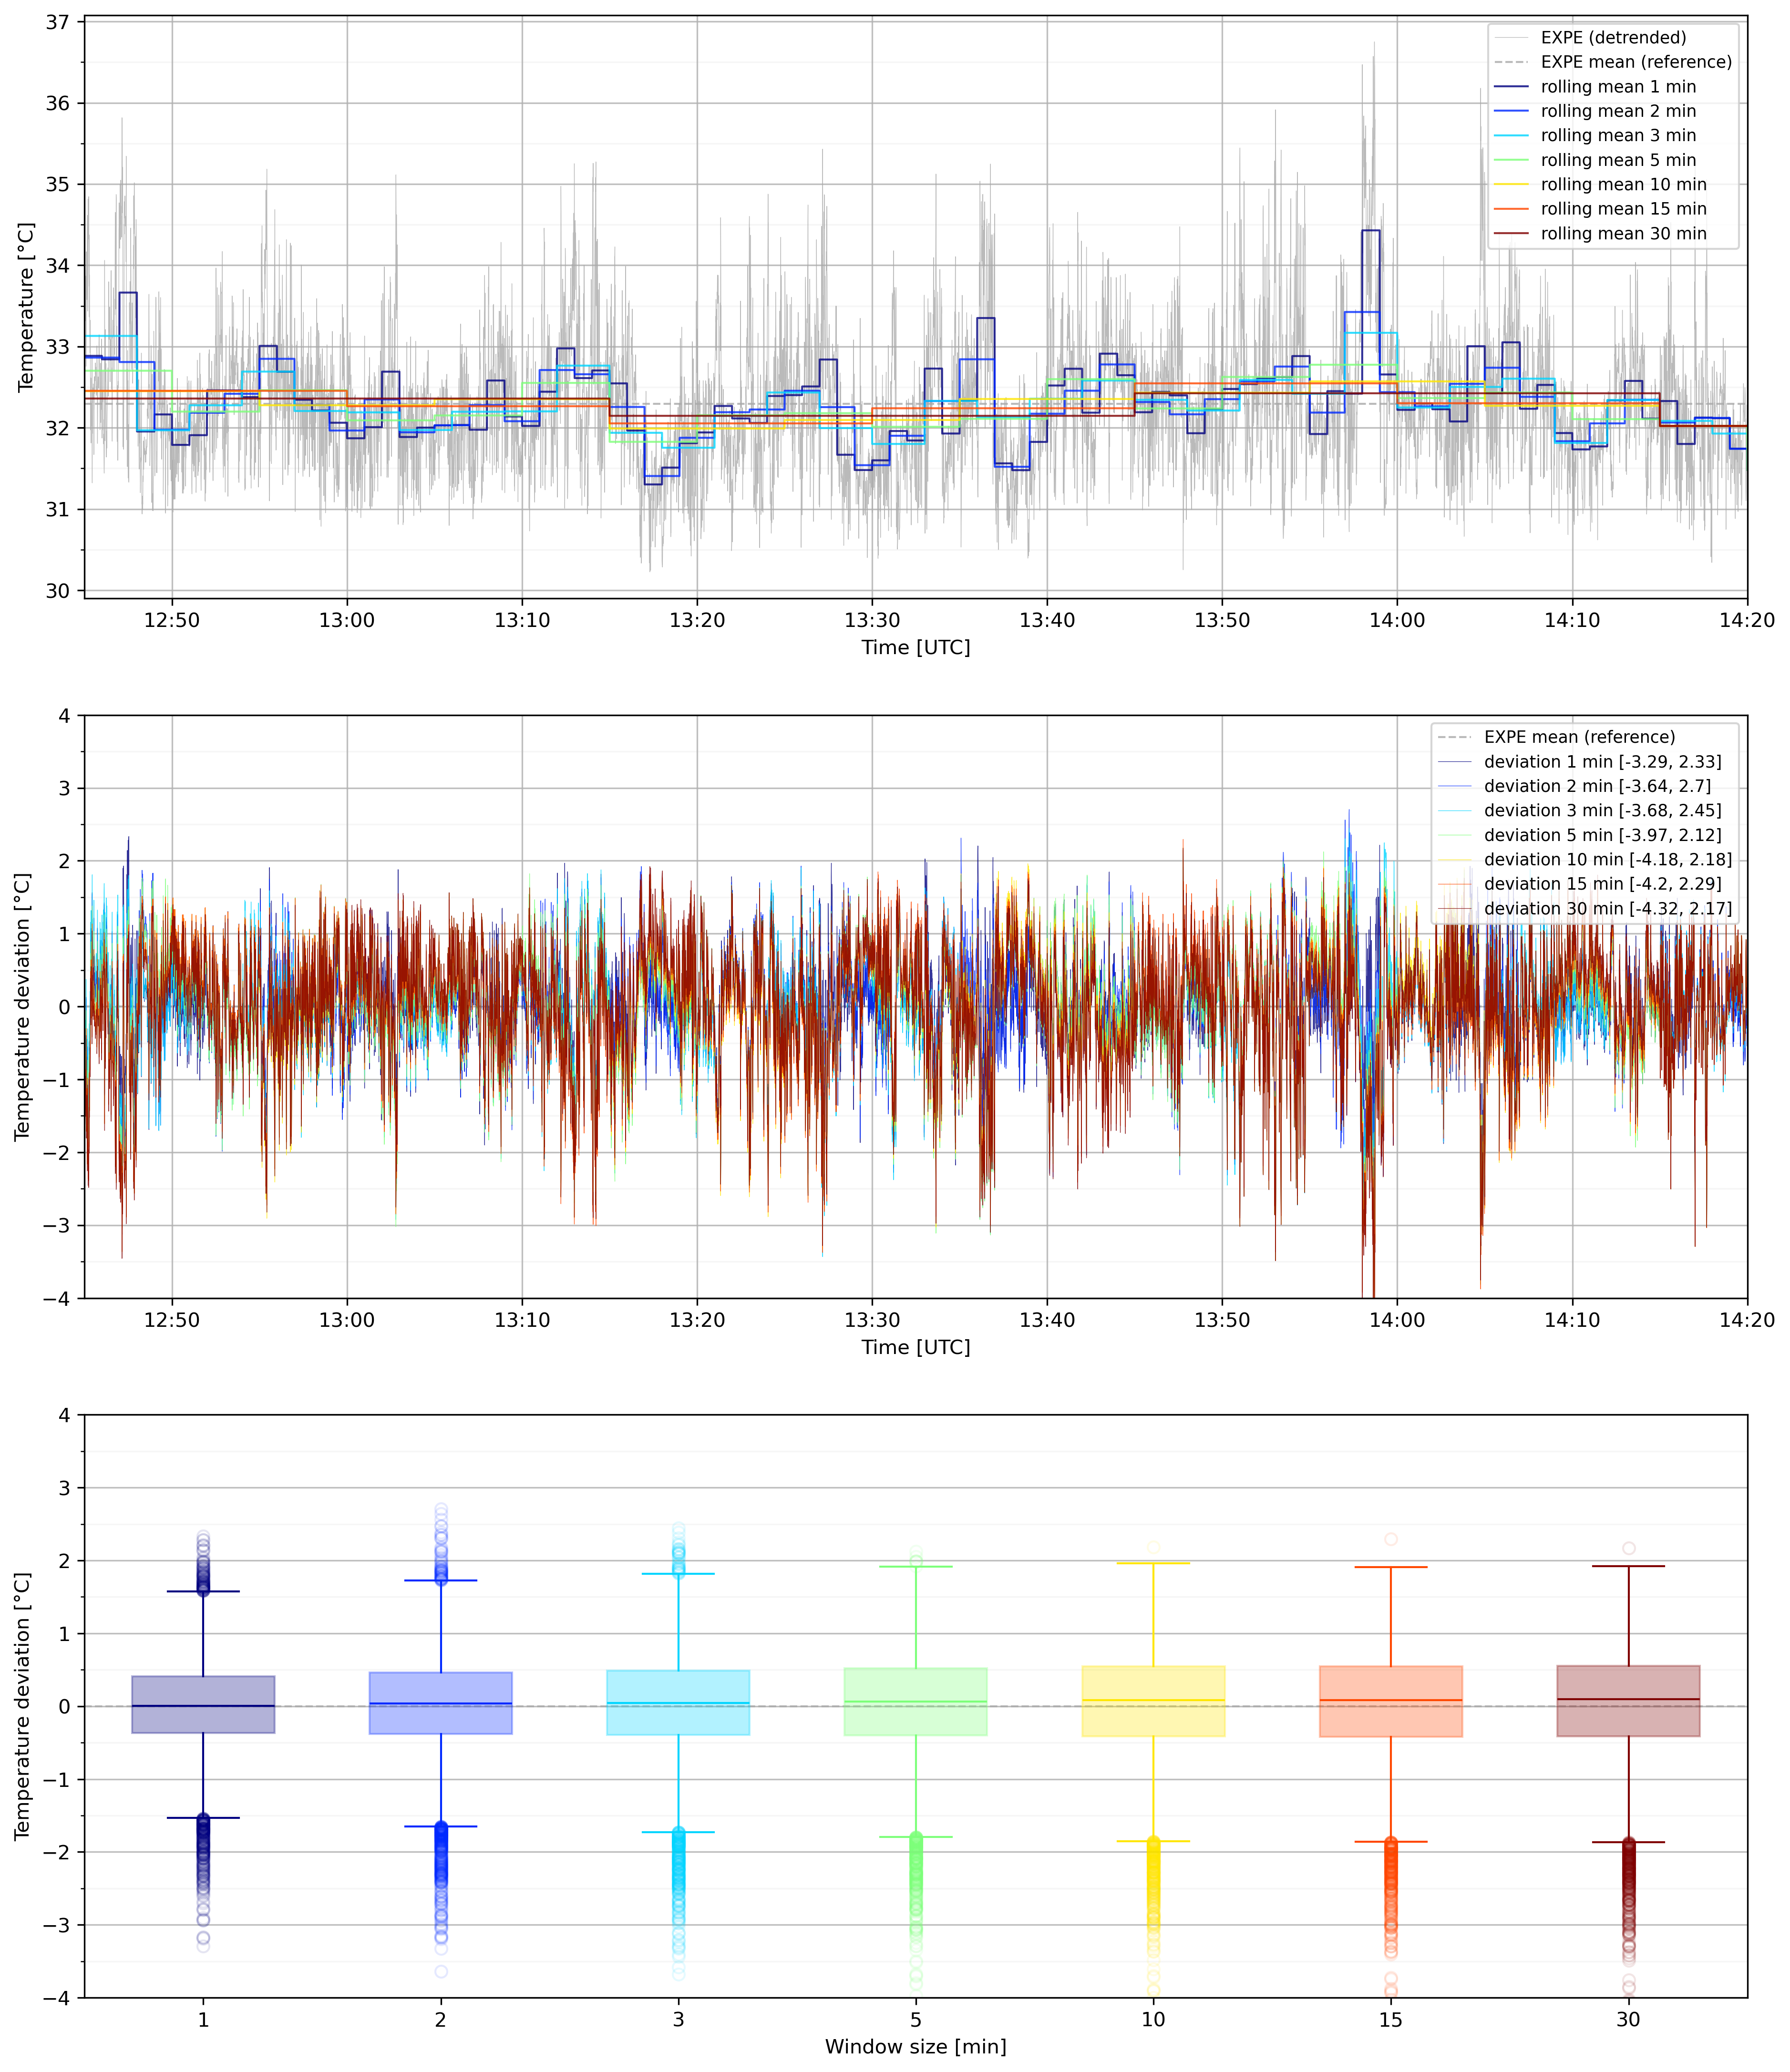 37
36
35
34
33
32
31
30
Temperature [°C]
EXPE (detrended)
EXPE mean (reference)
rolling mean 1 min
rolling mean 2 min
rolling mean 3 min
rolling mean 5 min
rolling mean 10 min
rolling mean 15 min
rolling mean 30 min
12:50 13:00 13:10 13:20 13:30 13:40 13:50 14:00 14:10 14:20
Time [UTC]
4
3
2
1
0
−1
−2
−3
−4
Temperature deviation [°C]
EXPE mean (reference)
deviation 1 min [-3.29, 2.33]
deviation 2 min [-3.64, 2.7]
deviation 3 min [-3.68, 2.45]
deviation 5 min [-3.97, 2.12]
deviation 10 min [-4.18, 2.18]
deviation 15 min [-4.2, 2.29]
deviation 30 min [-4.32, 2.17]
12:50 13:00 13:10 13:20 13:30 13:40 13:50 14:00 14:10 14:20
Time [UTC]
4
3
2
1
0
−1
−2
−3
−4
Temperature deviation [°C]
1 2 3 5 10 15 30
Window size [min]